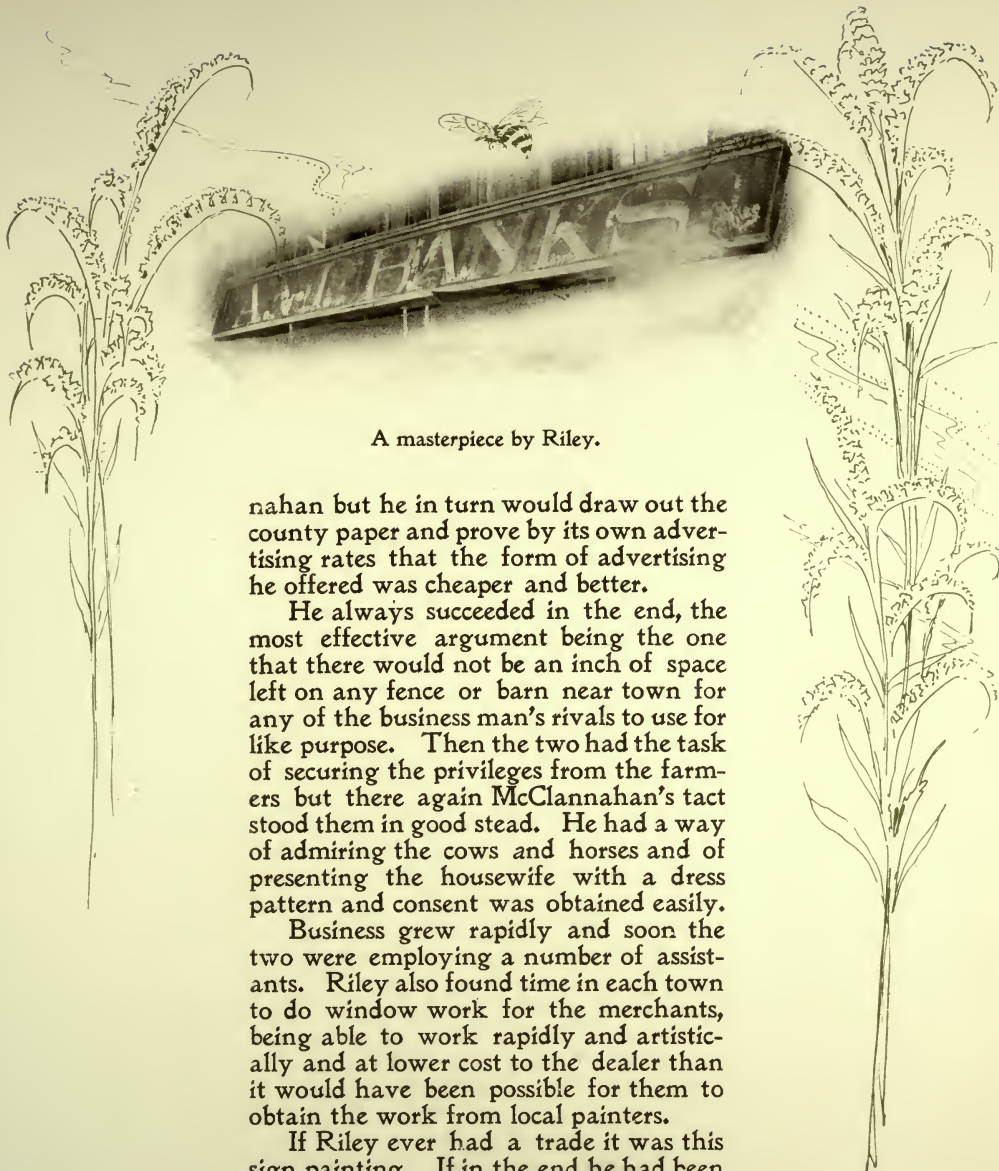 A masterpiece by Riley.
nahan but he in turn would draw out the
county paper and prove by its own adver-
tising rates that the form of advertising
he offered was cheaper and better.
He always succeeded in the end, the
most effective argument being the one
that there would not be an inch of space
left on any fence or barn near town for
any of the business man's rivals to use for
like purpose. Then the two had the task
of securing the privileges from the farm-
ers but there again McClannahan's tact
stood them in good stead. He had a way
of admiring the cows and horses and of
presenting the housewife with a dress
pattern and consent was obtained easily.
Business grew rapidly and soon the
two were employing a number of assist-
ants. Riley also found time in each town
to do window work for the merchants,
being able to work rapidly and artistic-
ally and at lower cost to the dealer than
it would have been possible for them to
obtain the work from local painters.
If Riley ever had a trade it was this
sign painting. If in the end he had been